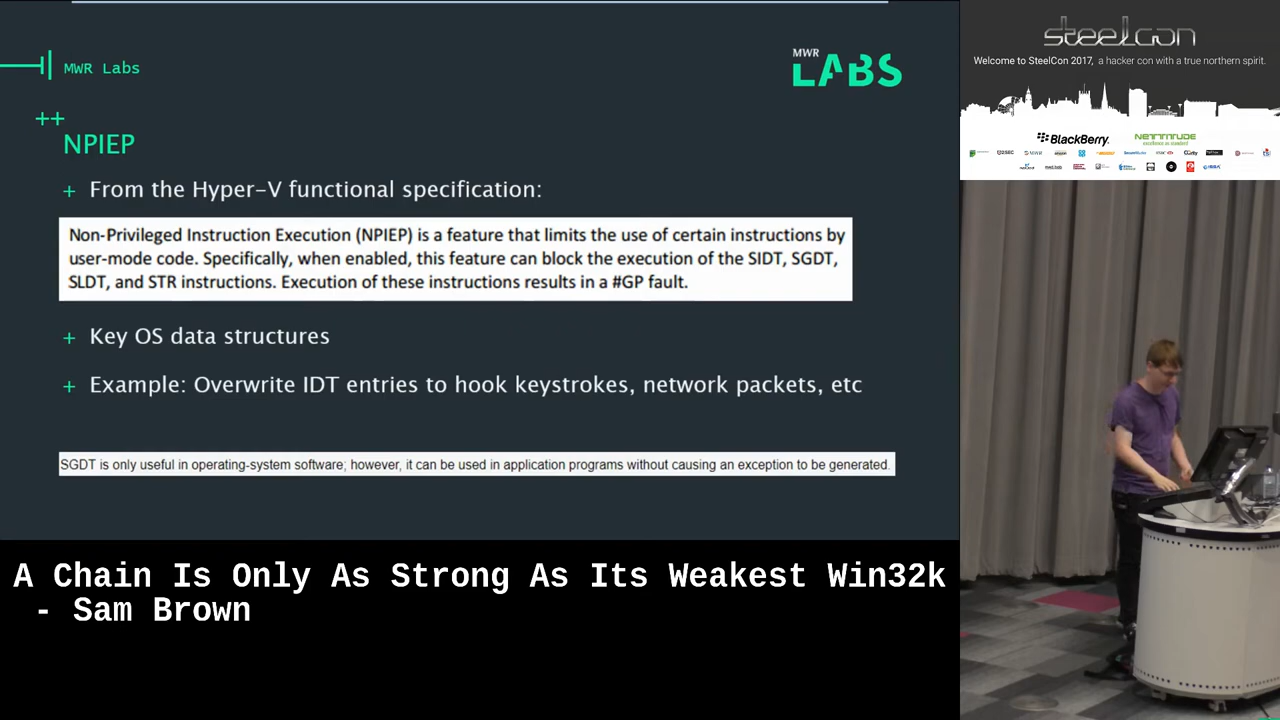 MWR Labs
MWR
LABS
++
NPIEP
+ From the Hyper-V functional specification:
Non-Privileged Instruction Execution (NPIEP) is a feature that limits the use of certain instructions by
user-mode code. Specifically, when enabled, this feature can block the execution of the SIDT, SGDT,
SLDT, and STR instructions. Execution of these instructions results in a #GP fault.
+ Key OS data structures
+ Example: Overwrite IDT entries to hook keystrokes, network packets, etc
SGDT is only useful in operating-system software; however, it can be used in application programs without causing an exception to be generated.
A Chain Is Only As Strong As Its Weakest Win32k
- Sam Brown
steelcon
Welcome to SteelCon 2017, a hacker con with a true northern spirit.
BlackBerry
NETTITUDE